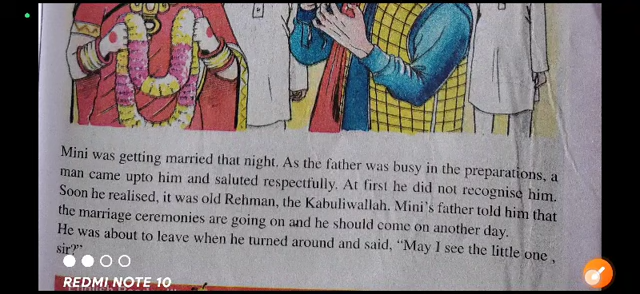 Mini was getting married that night. As the father was busy in the preparations, a
man came upto him and saluted respectfully. At first he did not recognise him.
Soon he realised, it was old Rehman, the Kabuliwallah. Mini's father told him that
the marriage ceremonies are going on and he should come on another day.
He was about to leave when he turned around and said, "May I see the little one ,
sir?"
REDMI NOTE 10